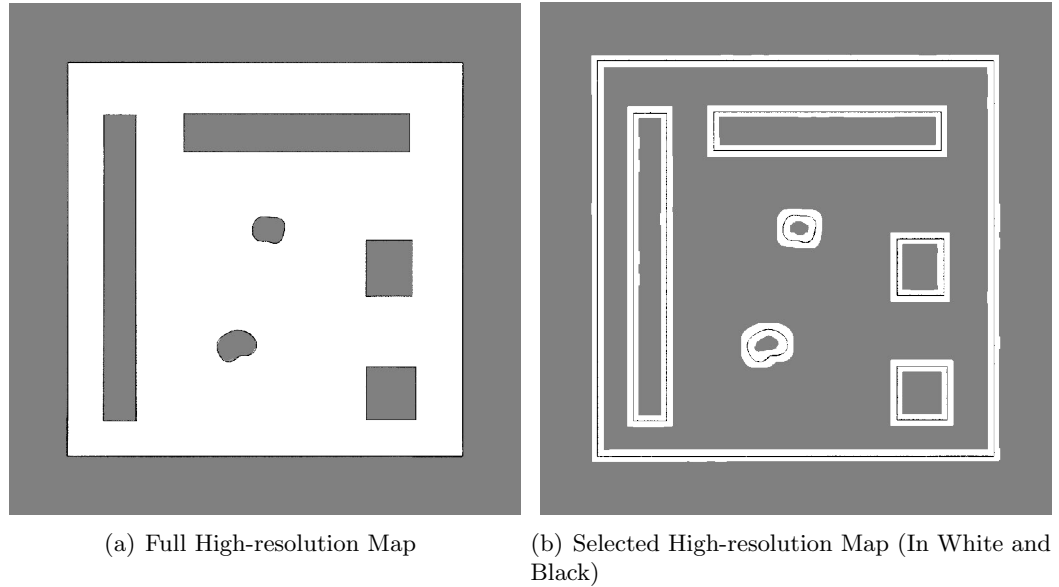 (a) Full High-resolution Map
(b) Selected High-resolution Map (In White and
Black)